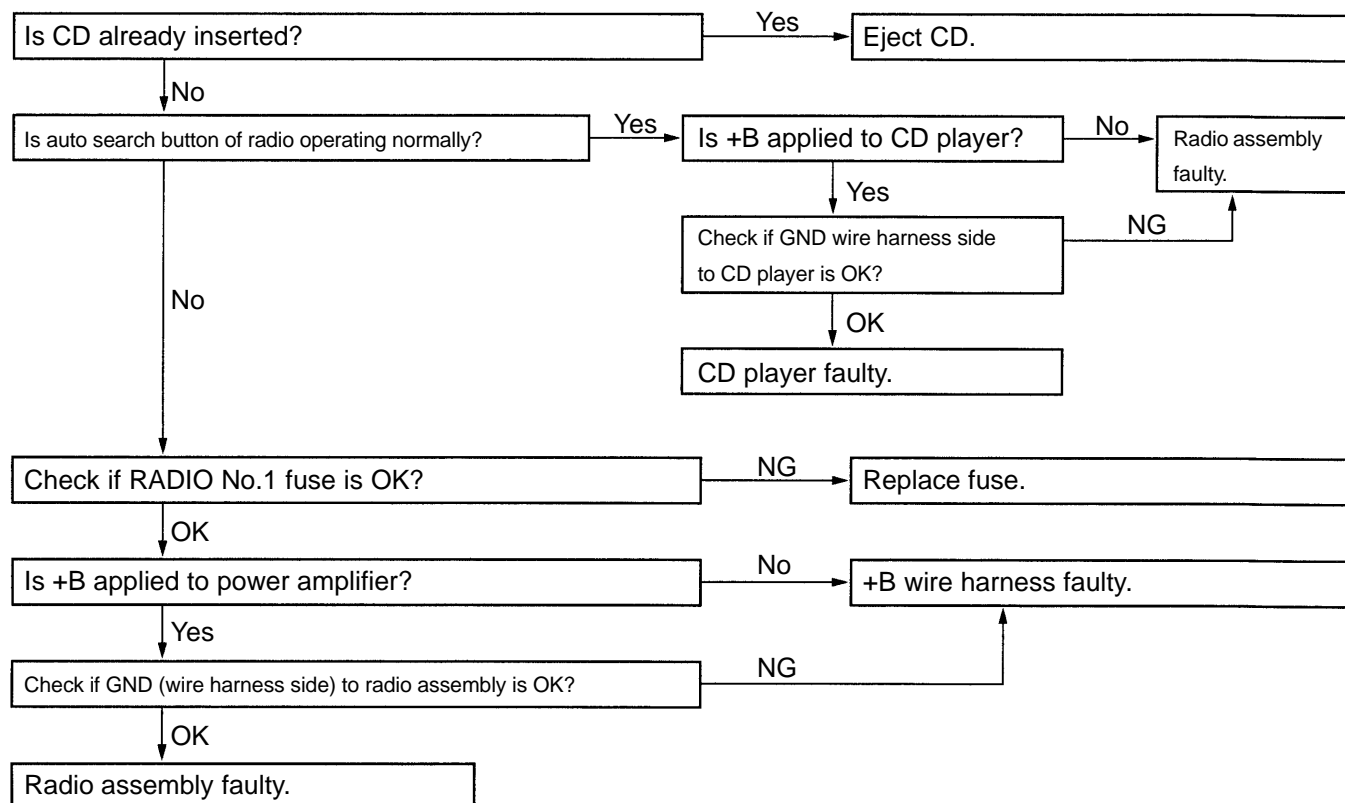 Is CD already inserted?
Yes
Eject CD.
No
Is auto search button of radio operating normally?
Yes
Is +B applied to CD player?
No
Radio assembly
faulty.
Yes
Check if GND wire harness side
to CD player is OK?
NG
OK
CD player faulty.
No
Check if RADIO No.1 fuse is OK?
NG
Replace fuse.
OK
Is +B applied to power amplifier?
No
+B wire harness faulty.
Yes
Check if GND (wire harness side) to radio assembly is OK?
NG
OK
Radio assembly faulty.